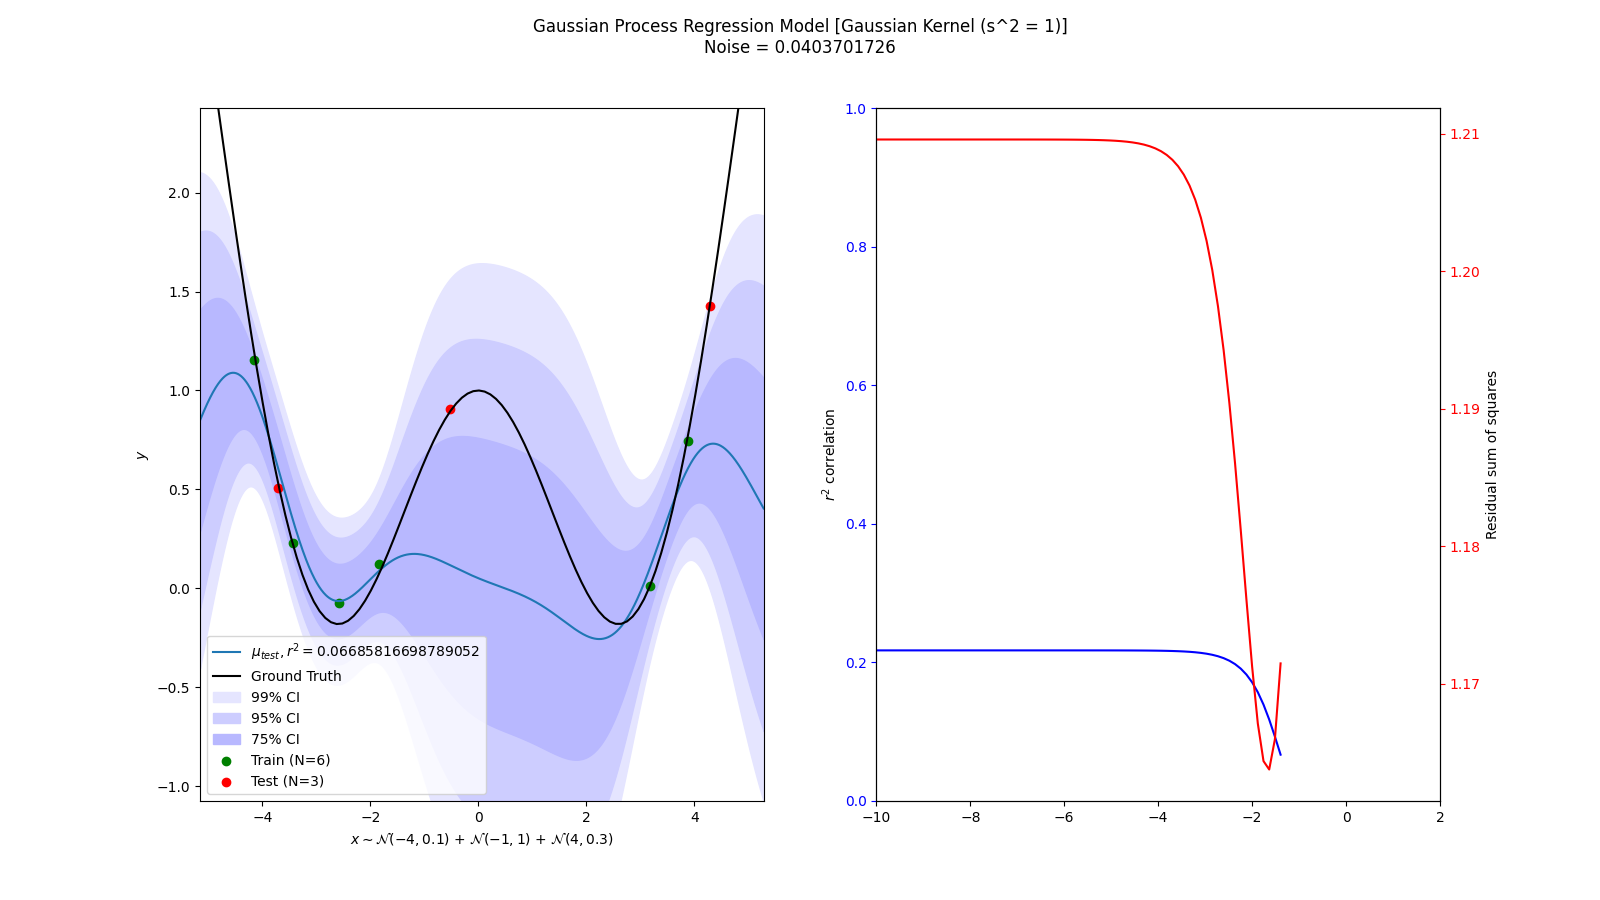 Gaussian Process Regression Model [Gaussian Kernel (s^2 = 1)]
Noise = 0.0403701726
2.0
1.5
1.0
0.5
0.0
−0.5
−1.0
y
−4
−2
0
2
4
x ~ 𝒩(−4, 0.1) + 𝒩(−1, 1) + 𝒩(4, 0.3)
μtest, r² = 0.06685816698789052
Ground Truth
99% CI
95% CI
75% CI
Train (N=6)
Test (N=3)
1.0
0.8
0.6
0.4
0.2
0.0
r² correlation
−10
−8
−6
−4
−2
0
2
1.21
1.20
1.19
1.18
1.17
Residual sum of squares